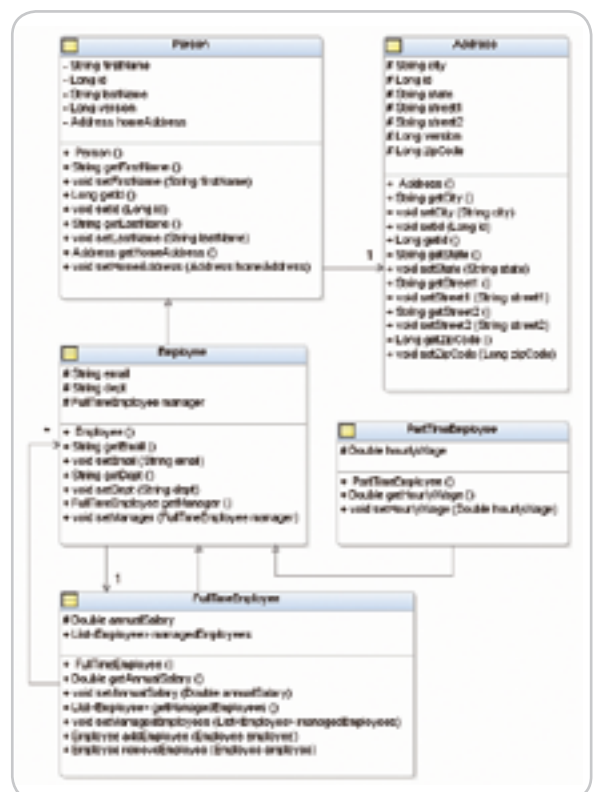 Person
- String firstName
- Long id
- String lastName
- Long version
- Address homeAddress
+ Person ()
+ String getFirstName ()
+ void setFirstName (String firstName)
+ Long getId ()
+ void setId (Long id)
+ String getLastName ()
+ void setLastName (String lastName)
+ Address getHomeAddress ()
+ void setHomeAddress (Address homeAddress)
1
Address
# String city
# Long id
# String state
# String street1
# String street2
# Long version
# Long zipCode
+ Address ()
+ String getCity ()
+ void setCity (String city)
+ void setId (Long id)
+ Long getId ()
+ String getState ()
+ void setState (String state)
+ String getStreet1 ()
+ void setStreet1 (String street1)
+ String getStreet2 ()
+ void setStreet2 (String street2)
+ Long getZipCode ()
+ void setZipCode (Long zipCode)
Employee
# String email
# String dept
# FullTimeEmployee manager
*
+ Employee ()
+ String getEmail ()
+ void setEmail (String email)
+ String getDept ()
+ void setDept (String dept)
+ FullTimeEmployee getManager ()
+ void setManager (FullTimeEmployee manager)
1
PartTimeEmployee
# Double hourlyWage
+ PartTimeEmployee ()
+ Double getHourlyWage ()
+ void setHourlyWage (Double hourlyWage)
FullTimeEmployee
# Double annualSalary
+ List<Employee> managedEmployees
+ FullTimeEmployee ()
+ Double getAnnualSalary ()
+ void setAnnualSalary (Double annualSalary)
+ List<Employee> getManagedEmployees ()
+ void setManagedEmployees (List<Employee> managedEmployees)
+ Employee addEmployee (Employee employee)
+ Employee removeEmployee (Employee employee)